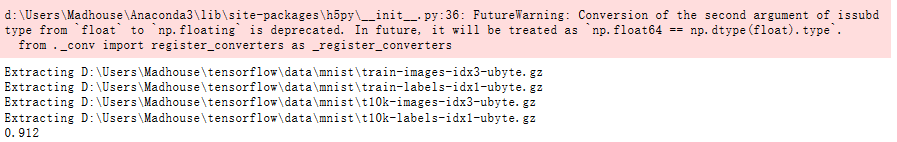 d:\Users\Madhouse\Anaconda3\lib\site-packages\h5py\__init__.py:36: FutureWarning: Conversion of the second argument of issubd
type from `float` to `np.floating` is deprecated. In future, it will be treated as `np.float64 == np.dtype(float).type`.
  from ._conv import register_converters as _register_converters
Extracting D:\Users\Madhouse\tensorflow\data\mnist\train-images-idx3-ubyte.gz
Extracting D:\Users\Madhouse\tensorflow\data\mnist\train-labels-idx1-ubyte.gz
Extracting D:\Users\Madhouse\tensorflow\data\mnist\t10k-images-idx3-ubyte.gz
Extracting D:\Users\Madhouse\tensorflow\data\mnist\t10k-labels-idx1-ubyte.gz
0.912